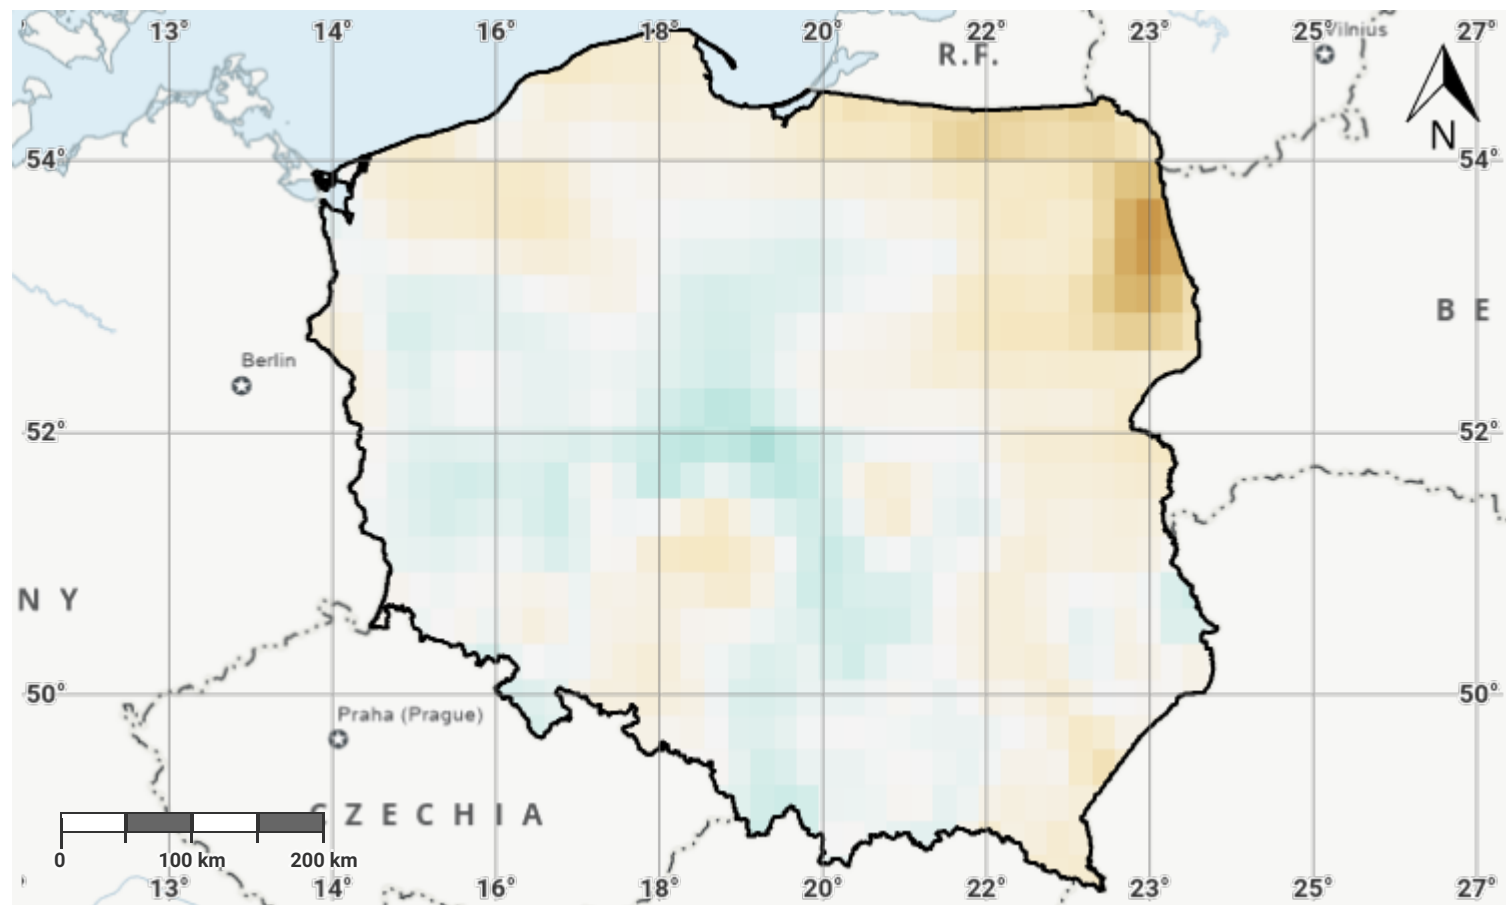 13° 14° 16° 18° 20° 22° 23° 25° 27°
Vilnius
R.F.
N
54° 54°
B E
Berlin
52° 52°
N Y
50° 50°
Praha (Prague)
C Z E C H I A
0 100 km 200 km
13° 14° 16° 18° 20° 22° 23° 25° 27°